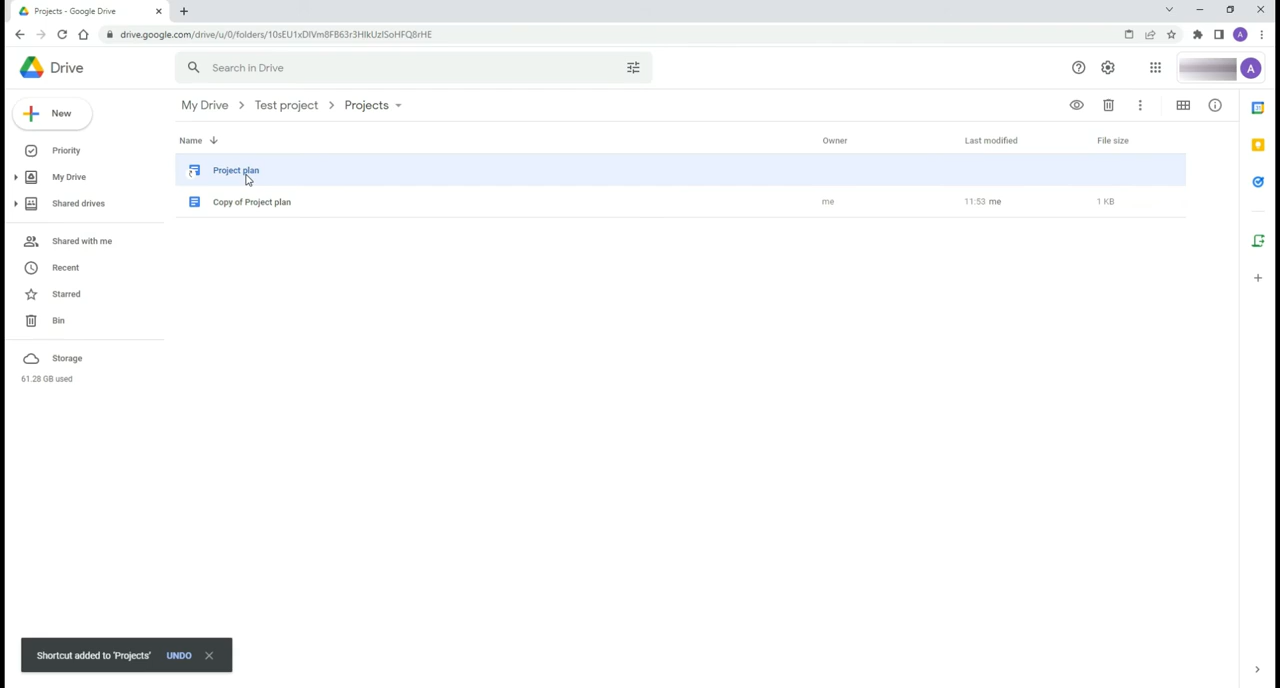 Projects - Google Drive
drive.google.com/drive/u/0/folders/10sEU1xDlVm8FB63r3HIkUzISoHFQ8rHE
A
Drive
Search in Drive
A
New
My Drive > Test project > Projects
Name
Owner
Last modified
File size
Priority
Project plan
My Drive
Copy of Project plan
me
11:53 me
1 KB
Shared drives
Shared with me
Recent
Starred
Bin
Storage
61.28 GB used
Shortcut added to 'Projects'
UNDO